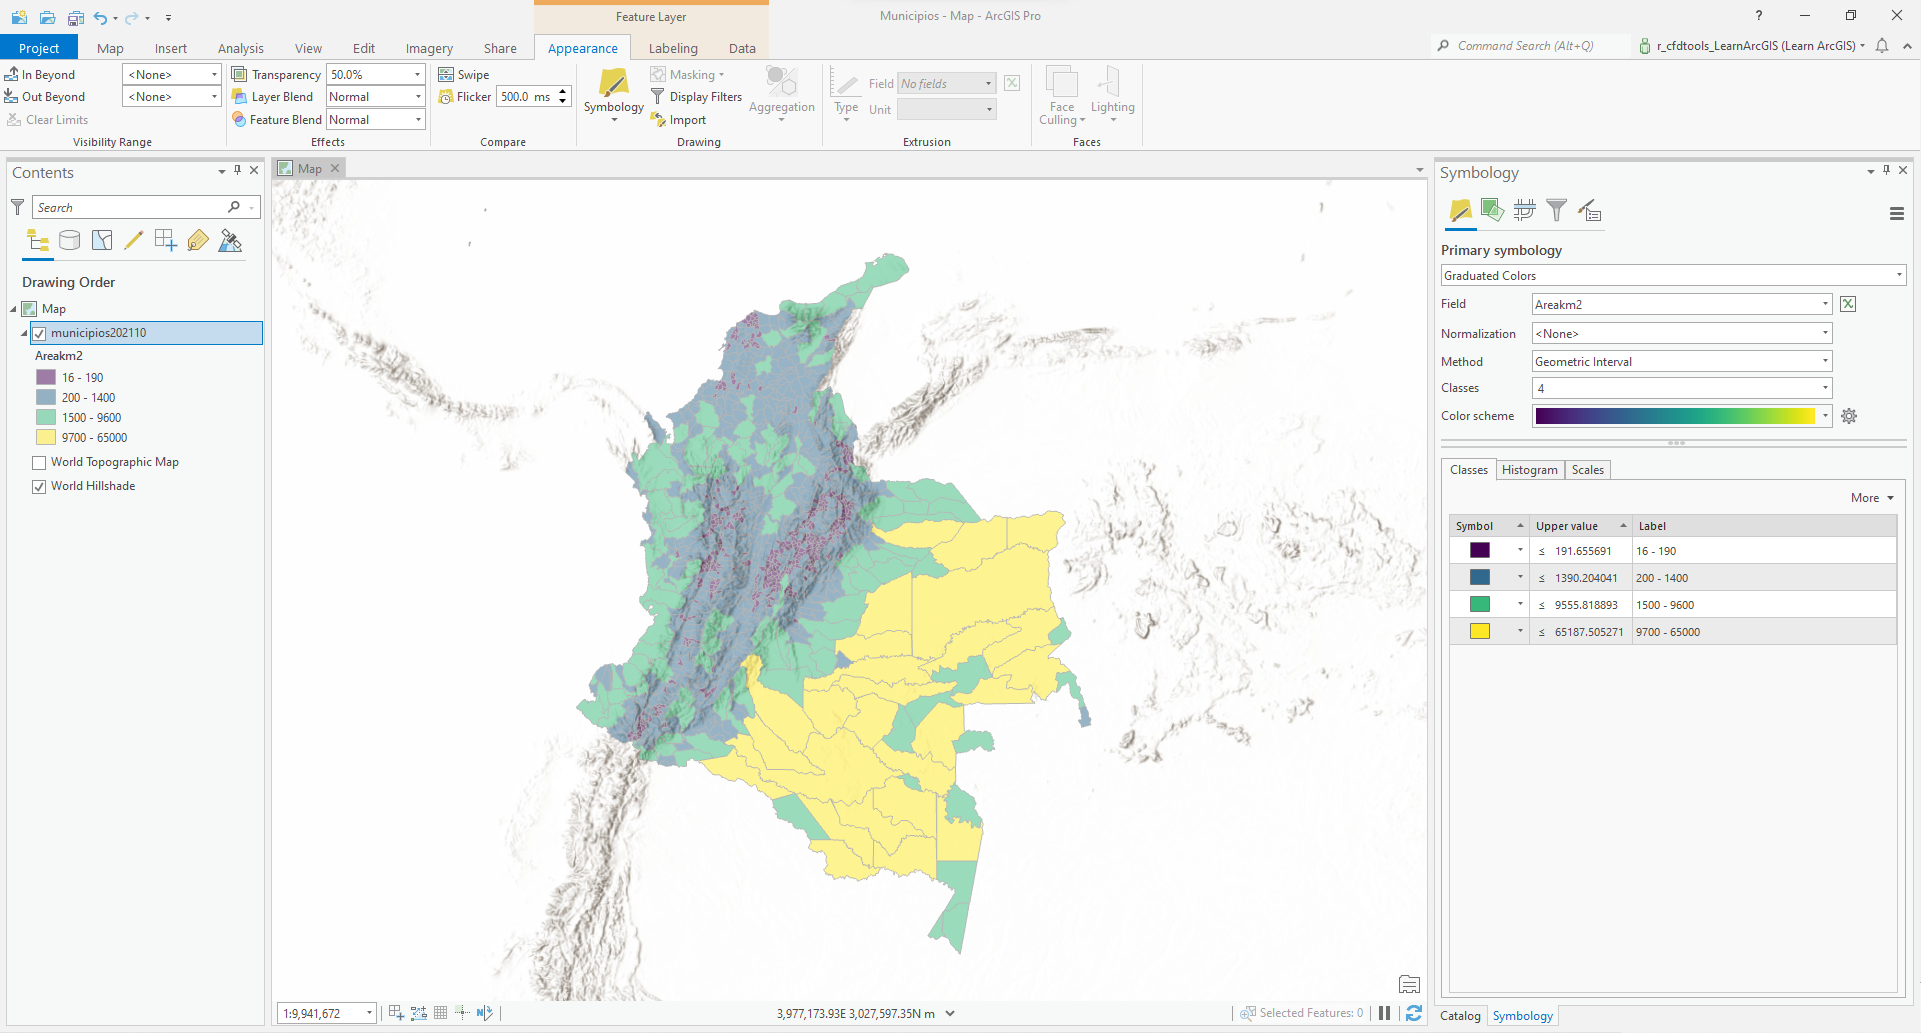 Feature Layer
Municipios - Map - ArcGIS Pro
?
Project Map Insert Analysis View Edit Imagery Share Appearance Labeling Data
Command Search (Alt+Q)
r_cfdtools_LearnArcGIS (Learn ArcGIS)
In Beyond <None>
Out Beyond <None>
Clear Limits
Visibility Range
Transparency 50.0%
Layer Blend Normal
Feature Blend Normal
Effects
Swipe
Flicker 500.0 ms
Compare
Symbology
Masking
Display Filters
Import
Aggregation
Drawing
Type
Field No fields
Unit
Extrusion
Face Culling
Lighting
Faces
Contents
Search
Drawing Order
Map
municipios202110
Areakm2
16 - 190
200 - 1400
1500 - 9600
9700 - 65000
World Topographic Map
World Hillshade
Map
1:9,941,672
3,977,173.93E 3,027,597.35N m
Selected Features: 0
Symbology
Primary symbology
Graduated Colors
Field Areakm2
Normalization <None>
Method Geometric Interval
Classes 4
Color scheme
Classes Histogram Scales
More
Symbol Upper value Label
≤ 191.655691 16 - 190
≤ 1390.204041 200 - 1400
≤ 9555.818893 1500 - 9600
≤ 65187.505271 9700 - 65000
Catalog Symbology